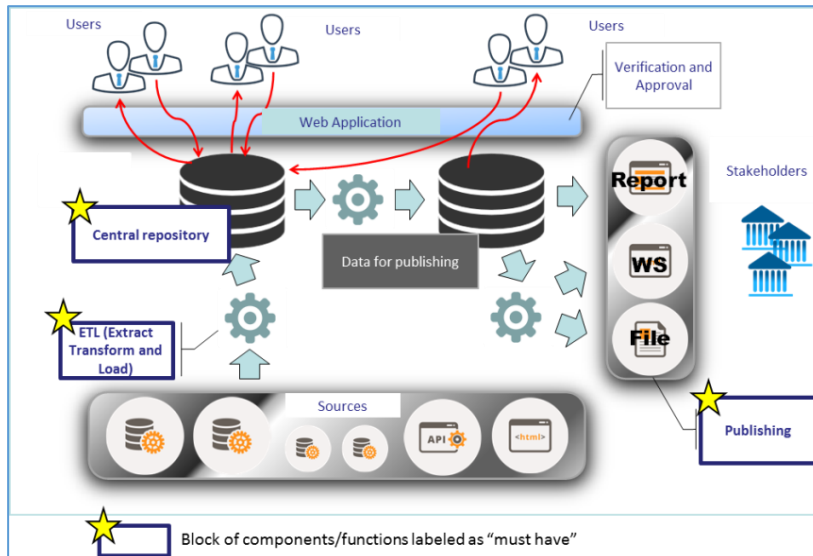 Users
Users
Users
Verification and
Approval
Web Application
Report
Stakeholders
Central repository
Data for publishing
WS
ETL (Extract
Transform and
Load)
File
Sources
API
<html>
Publishing
Block of components/functions labeled as “must have”